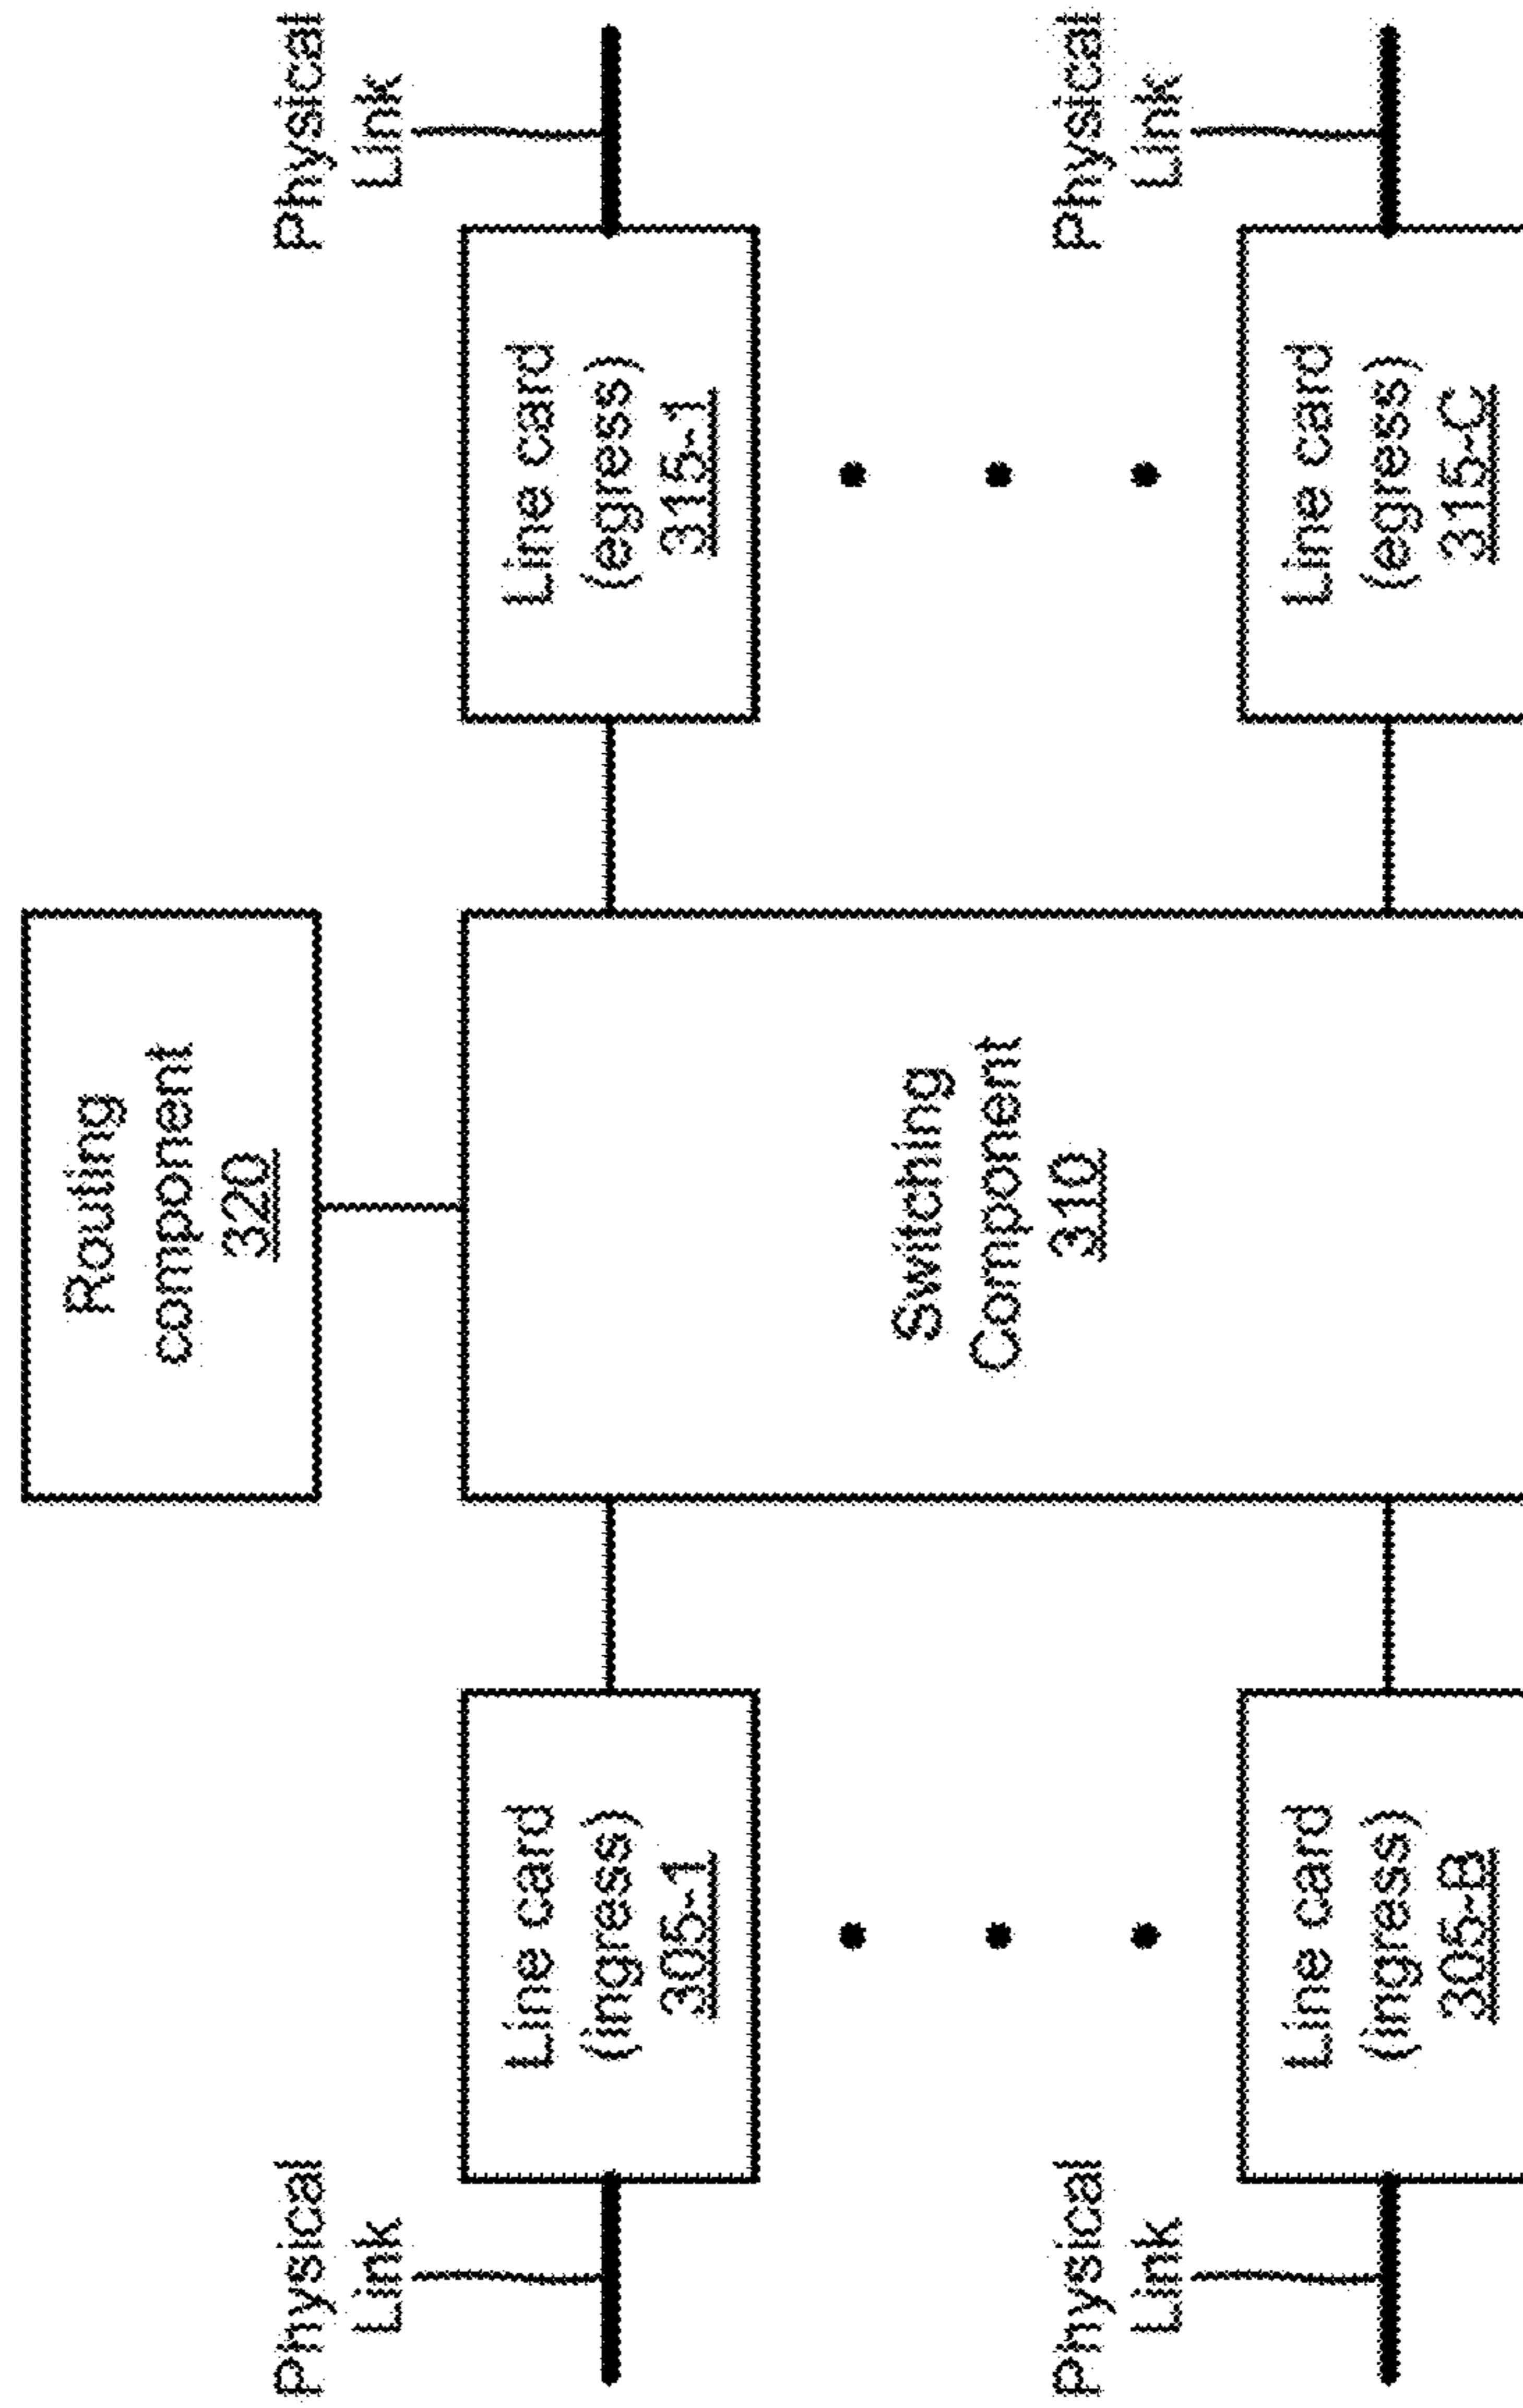 Routing
component
320
Physical
Link
Line card
(ingress)
305-1
Physical
Link
Line card
(ingress)
305-B
Switching
Component
310
Physical
Link
Line card
(egress)
315-1
Physical
Link
Line card
(egress)
315-C